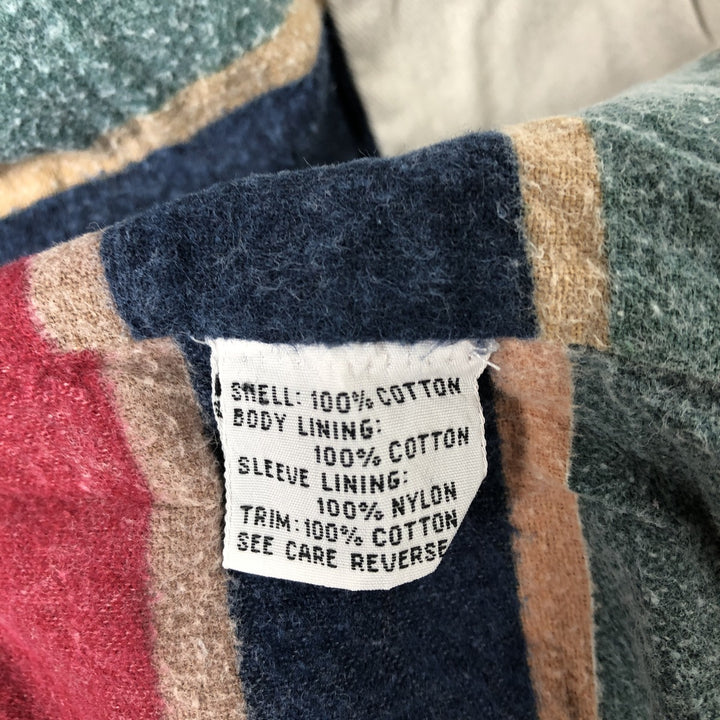 SHELL: 100% COTTON
BODY LINING:
100% COTTON
SLEEVE LINING:
100% NYLON
TRIM: 100% COTTON
SEE CARE REVERSE